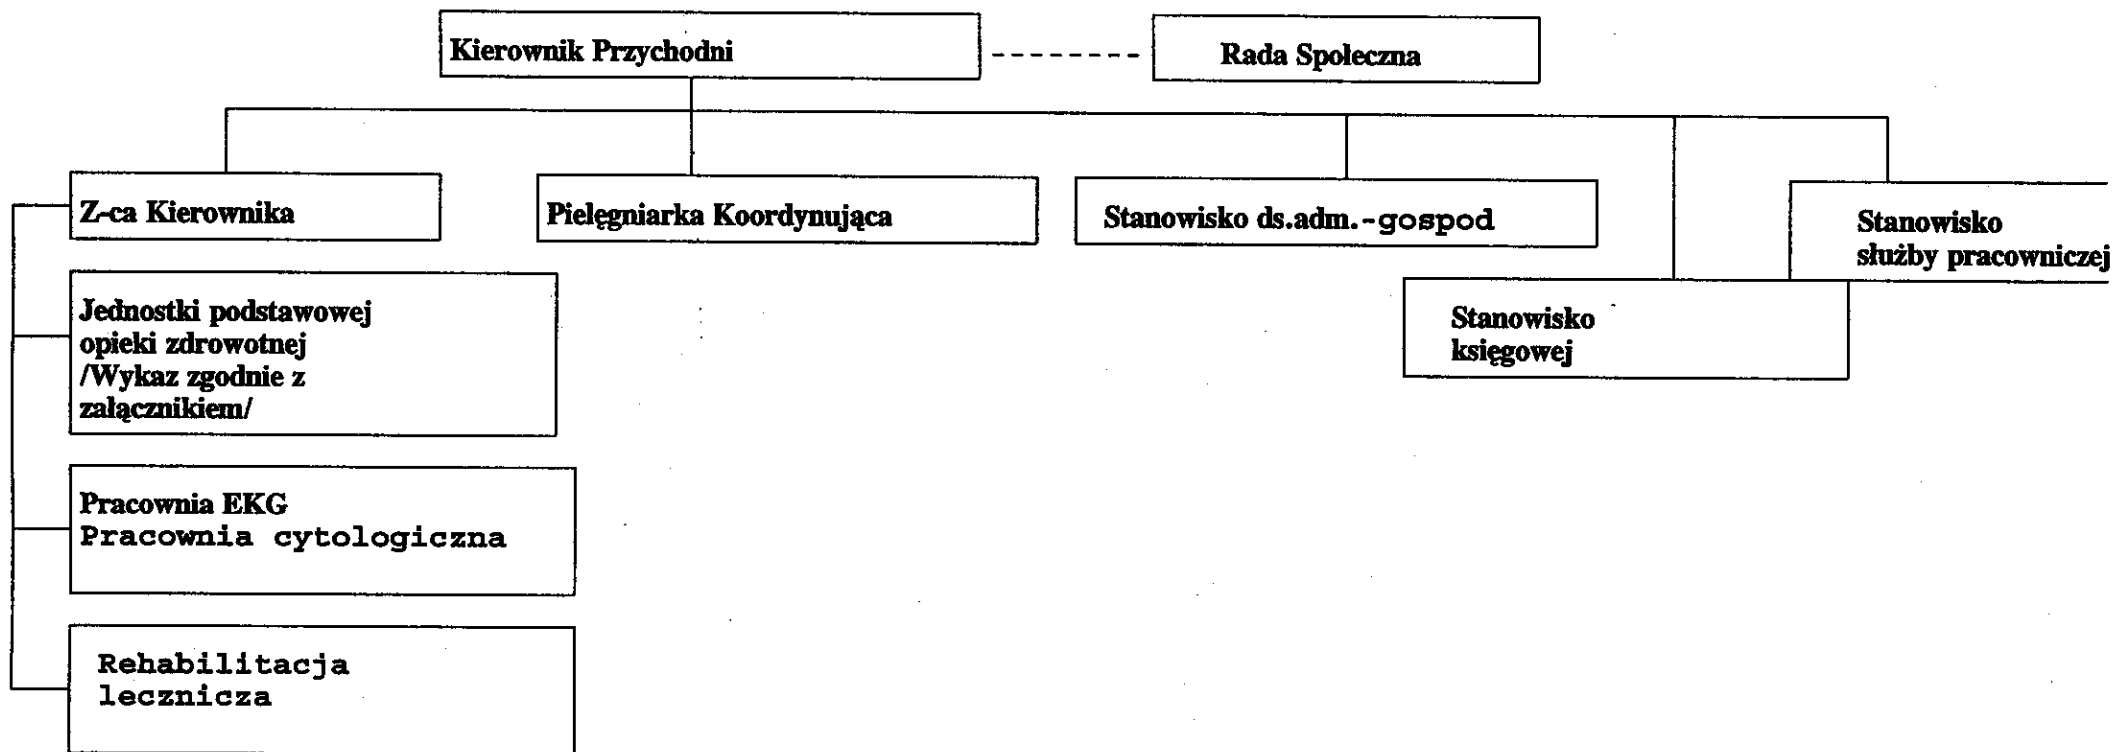 Kierownik Przychodni
Rada Społeczna
Z-ca Kierownika
Pielęgniarka Koordynująca
Stanowisko ds.adm.-gospod
Stanowisko
służby pracowniczej
Stanowisko
księgowej
Jednostki podstawowej
opieki zdrowotnej
/Wykaz zgodnie z
załącznikiem/
Pracownia EKG
Pracownia cytologiczna
Rehabilitacja
lecznicza